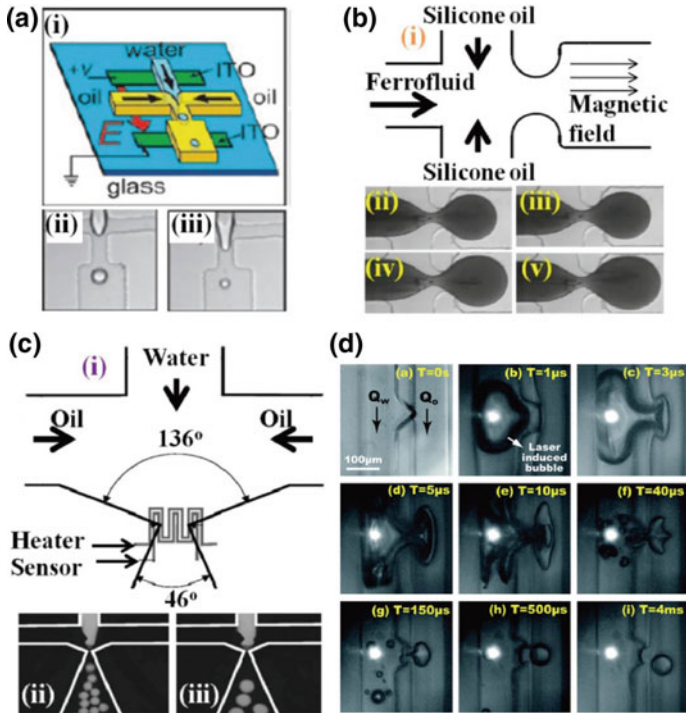 (a)
(i)
water
+v
ITO
oil
oil
E
ITO
glass
(ii)
(iii)
(b)
Silicone oil
(i)
Ferrofluid
Magnetic
field
Silicone oil
(ii)
(iii)
(iv)
(v)
(c)
(i)
Water
Oil
Oil
136°
Heater
Sensor
46°
(ii)
(iii)
(d)
(a) T=0s
Qw
Qo
100μm
(b) T=1μs
Laser
induced
bubble
(c) T=3μs
(d) T=5μs
(e) T=10μs
(f) T=40μs
(g) T=150μs
(h) T=500μs
(i) T=4ms